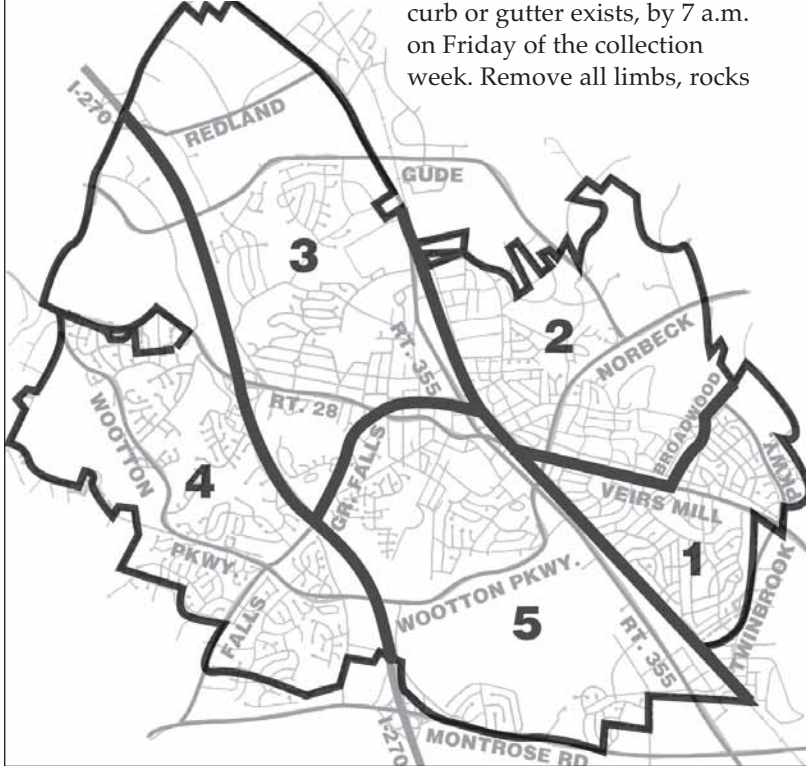 curb or gutter exists, by 7 a.m.
on Friday of the collection
week. Remove all limbs, rocks
I-270
REDLAND
GUDE
3
2
RT. 355
NORBECK
BROADWOOD
RT. 28
WOOTTON
PKWY
GR. FALLS
4
VEIRS MILL
1
PKWY.
WOOTTON PKWY.
TWINBROOK
FALLS
5
RT. 355
I-270
MONTROSE RD